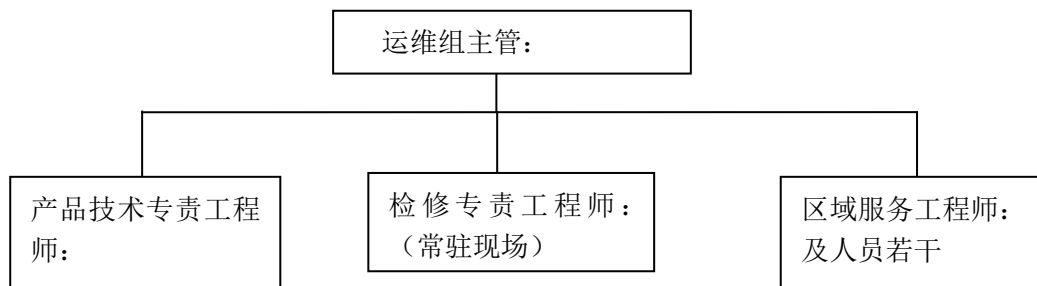 运维组主管：
产品技术专责工程
师：
检修专责工程师：
（常驻现场）
区域服务工程师：
及人员若干